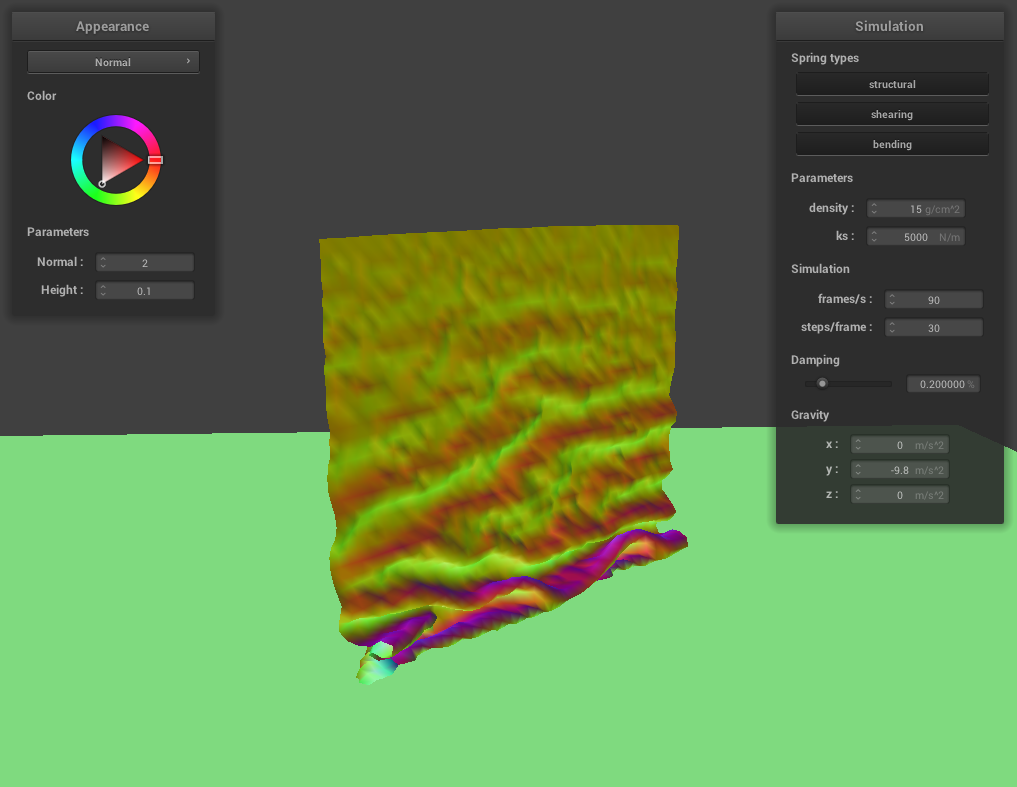 Appearance
Normal
Color
Parameters
Normal : 2
Height : 0.1
Simulation
Spring types
structural
shearing
bending
Parameters
density : 15 g/cm^2
ks : 5000 N/m
Simulation
frames/s : 90
steps/frame : 30
Damping
0.200000 %
Gravity
x : 0 m/s^2
y : -9.8 m/s^2
z : 0 m/s^2